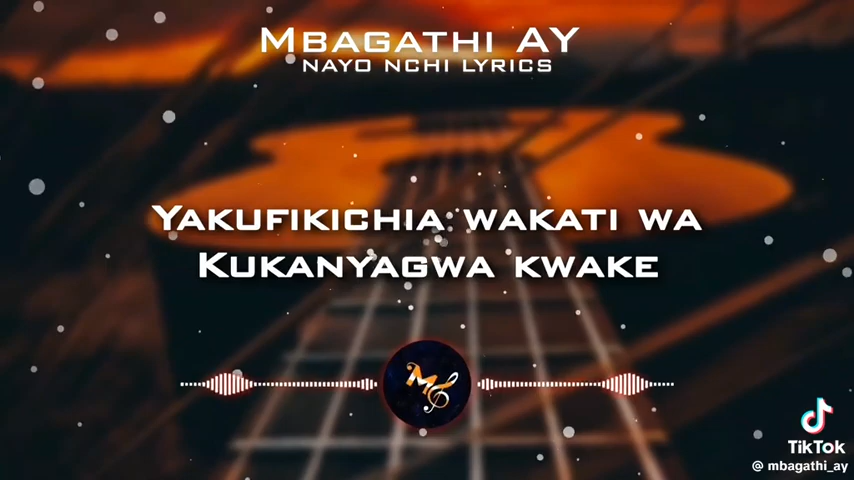 Mbagathi AY
NAYO NCHI LYRICS
Yakufikichia wakati wa
Kukanyagwa kwake
M
TikTok
@ mbagathi_ay